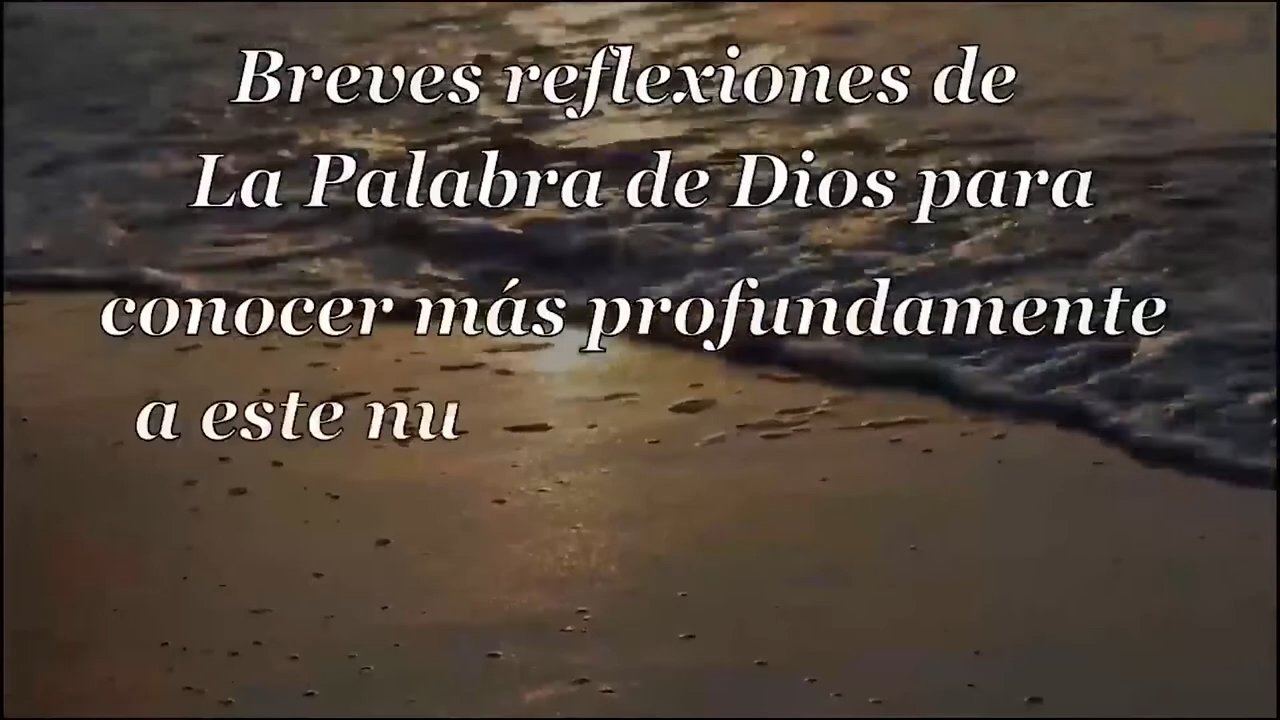 Breves reflexiones de
La Palabra de Dios para
conocer más profundamente
a este nu